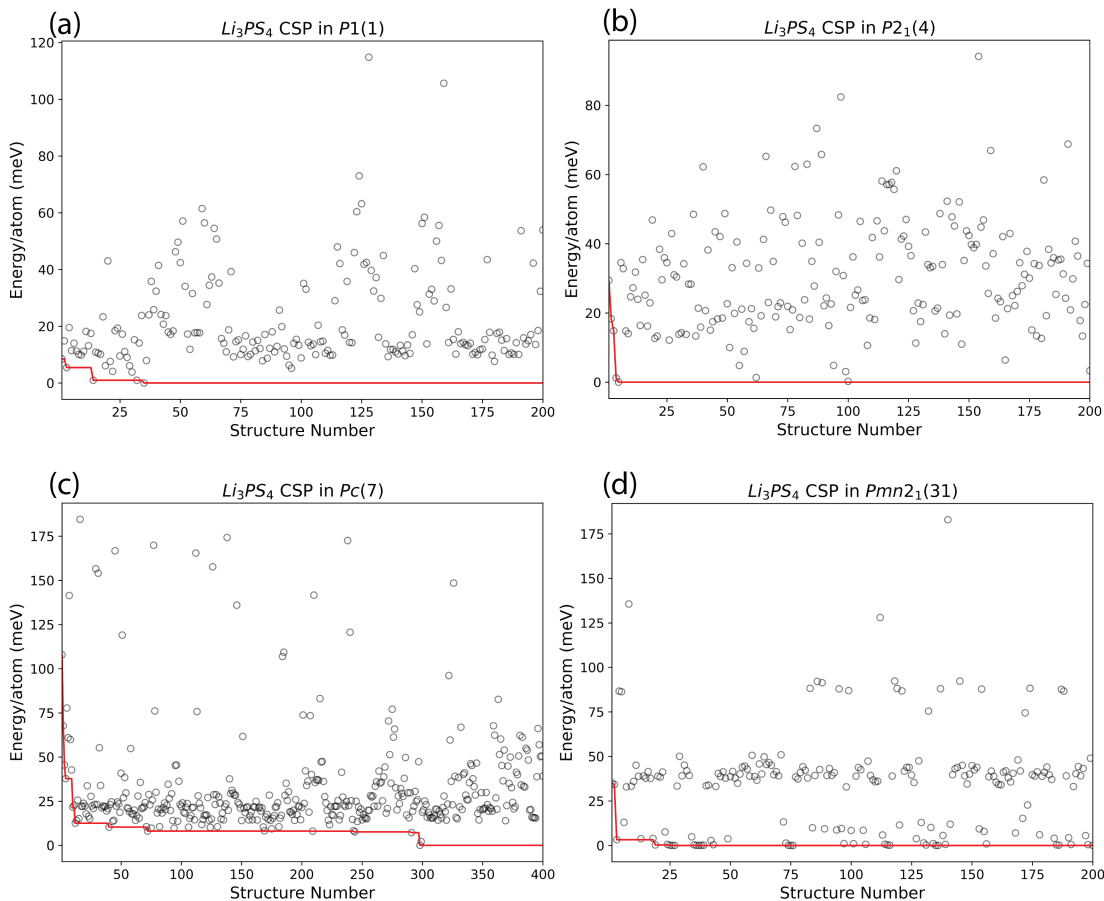 (a)
Li₃PS₄ CSP in P1(1)
120
100
80
60
40
20
0
Energy/atom (meV)
25 50 75 100 125 150 175 200
Structure Number
(b)
Li₃PS₄ CSP in P2₁(4)
80
60
40
20
0
Energy/atom (meV)
25 50 75 100 125 150 175 200
Structure Number
(c)
Li₃PS₄ CSP in Pc(7)
175
150
125
100
75
50
25
0
Energy/atom (meV)
50 100 150 200 250 300 350 400
Structure Number
(d)
Li₃PS₄ CSP in Pmn2₁(31)
175
150
125
100
75
50
25
0
Energy/atom (meV)
25 50 75 100 125 150 175 200
Structure Number